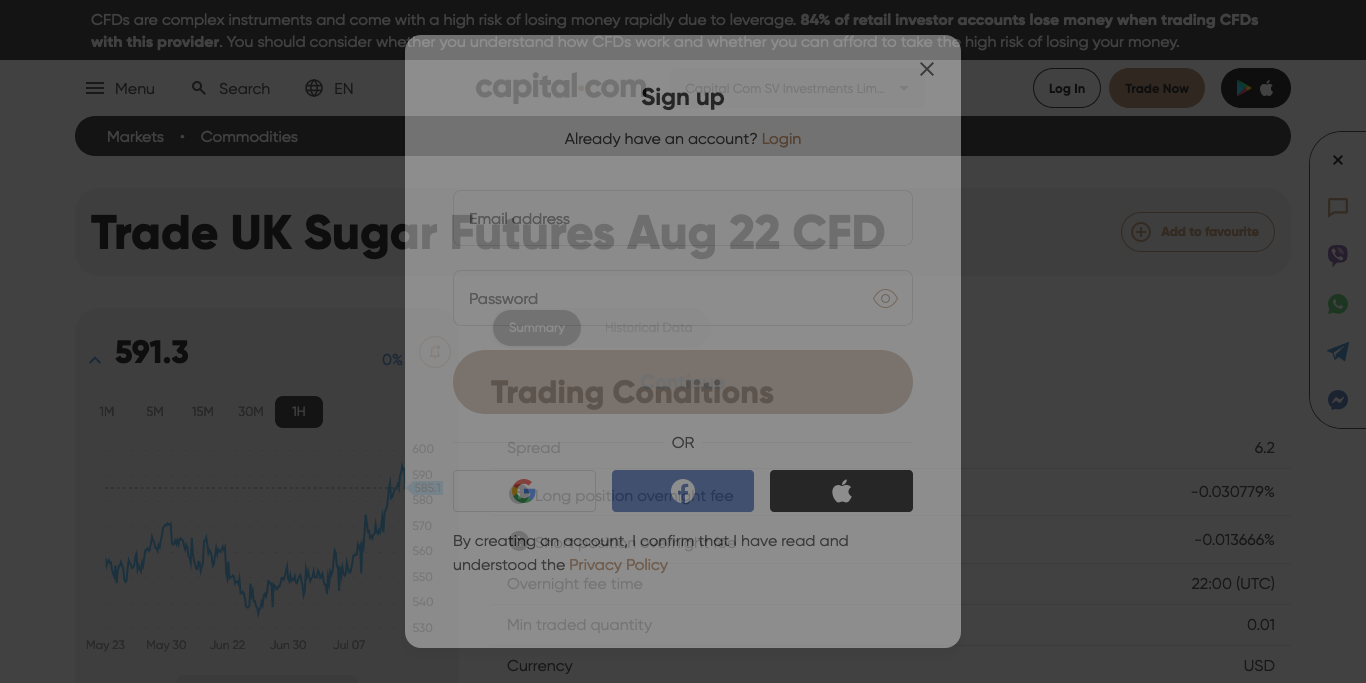 CFDs are complex instruments and come with a high risk of losing money rapidly due to leverage. 84% of retail investor accounts lose money when trading CFDs
with this provider. You should consider whether you understand how CFDs work and whether you can afford to take the high risk of losing your money.
Menu
Search
EN
capital.com
Capital Com SV Investments Lim...
Log In
Trade Now
Markets • Commodities
Sign up
Already have an account? Login
Trade UK Sugar Futures Aug 22 CFD
Add to favourite
Email address
Password
Summary
Historical Data
591.3
0%
1M 5M 15M 30M 1H
Trading Conditions
OR
600
590
585.1
580
570
560
550
540
530
May 23 May 30 Jun 22 Jun 30 Jul 07
Spread 6.2
Long position overnight fee -0.030779%
Short position overnight fee -0.013666%
By creating an account, I confirm that I have read and
understood the Privacy Policy
Overnight fee time 22:00 (UTC)
Min traded quantity 0.01
Currency USD